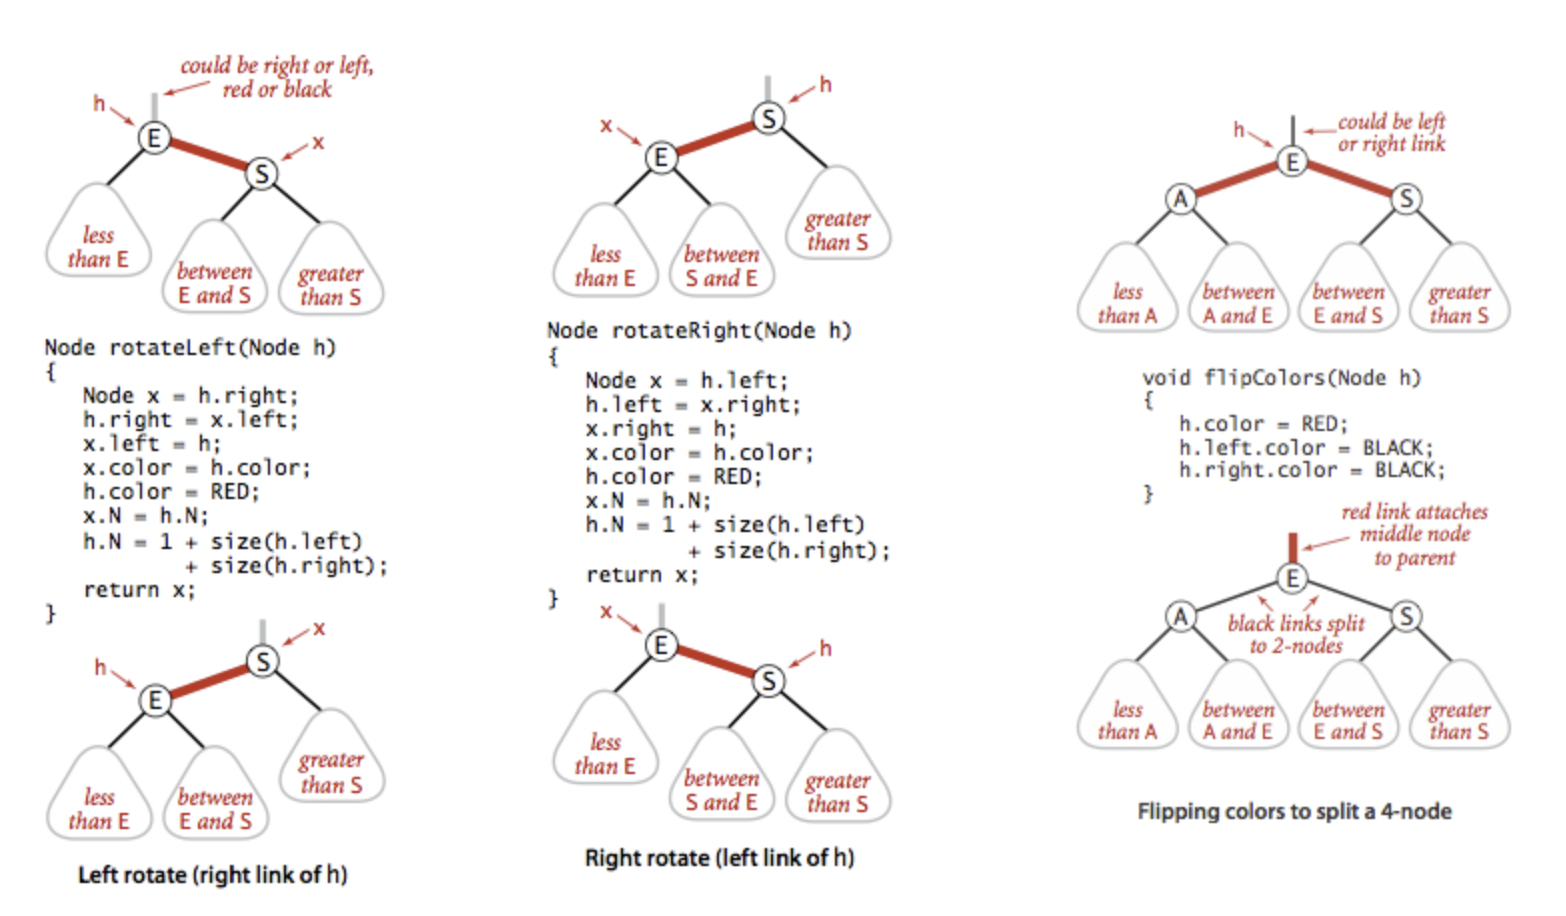 could be right or left,
red or black
h
E
x
S
less
than E
between
E and S
greater
than S
Node rotateLeft(Node h)
{
Node x = h.right;
h.right = x.left;
x.left = h;
x.color = h.color;
h.color = RED;
x.N = h.N;
h.N = 1 + size(h.left)
+ size(h.right);
return x;
}
x
S
h
E
greater
than S
less
than E
between
E and S
Left rotate (right link of h)
h
S
x
E
greater
than S
less
than E
between
S and E
Node rotateRight(Node h)
{
Node x = h.left;
h.left = x.right;
x.right = h;
x.color = h.color;
h.color = RED;
x.N = h.N;
h.N = 1 + size(h.left)
+ size(h.right);
return x;
}
x
E
h
S
less
than E
between
S and E
greater
than S
Right rotate (left link of h)
could be left
or right link
h
E
A
S
less
than A
between
A and E
between
E and S
greater
than S
void flipColors(Node h)
{
h.color = RED;
h.left.color = BLACK;
h.right.color = BLACK;
}
red link attaches
middle node
to parent
E
A
black links split
to 2-nodes
S
less
than A
between
A and E
between
E and S
greater
than S
Flipping colors to split a 4-node